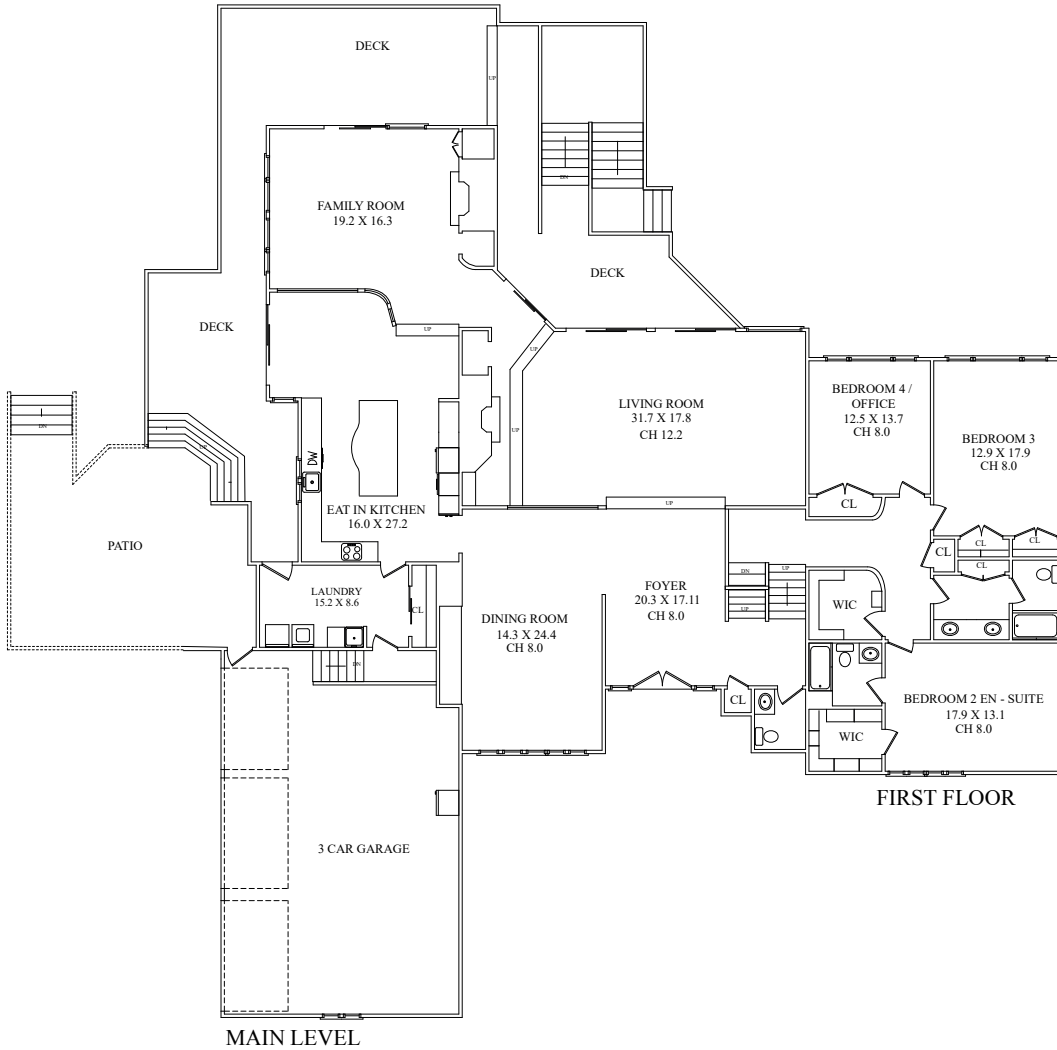 DECK
UP
DN
FAMILY ROOM
19.2 X 16.3
DECK
DECK
UP
UP
LIVING ROOM
31.7 X 17.8
CH 12.2
BEDROOM 4 /
OFFICE
12.5 X 13.7
CH 8.0
BEDROOM 3
12.9 X 17.9
CH 8.0
DN
UP
UP
DW
EAT IN KITCHEN
16.0 X 27.2
UP
CL
CL
CL
CL
CL
PATIO
LAUNDRY
15.2 X 8.6
CL
DN
DINING ROOM
14.3 X 24.4
CH 8.0
FOYER
20.3 X 17.11
CH 8.0
DN
UP
UP
WIC
CL
BEDROOM 2 EN - SUITE
17.9 X 13.1
CH 8.0
WIC
FIRST FLOOR
3 CAR GARAGE
MAIN LEVEL